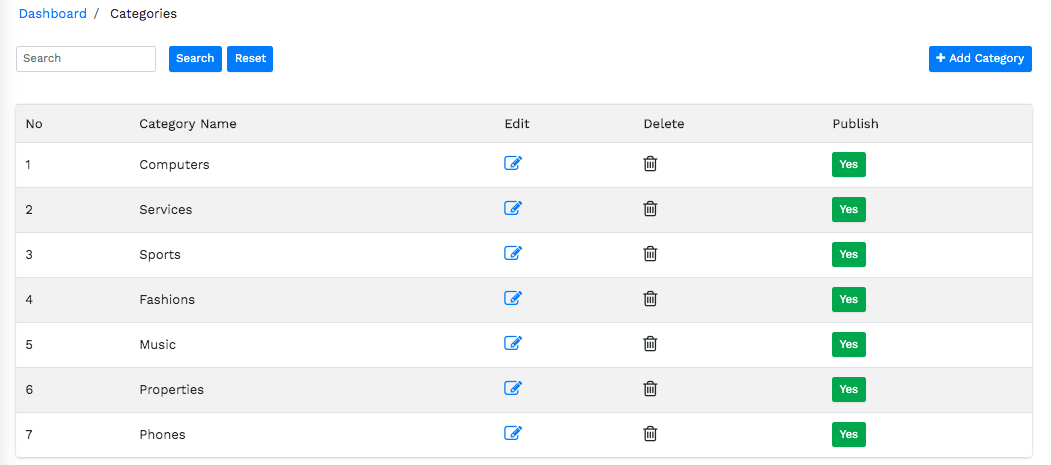 Dashboard / Categories
Search Search Reset + Add Category
No Category Name Edit Delete Publish
1 Computers Yes
2 Services Yes
3 Sports Yes
4 Fashions Yes
5 Music Yes
6 Properties Yes
7 Phones Yes